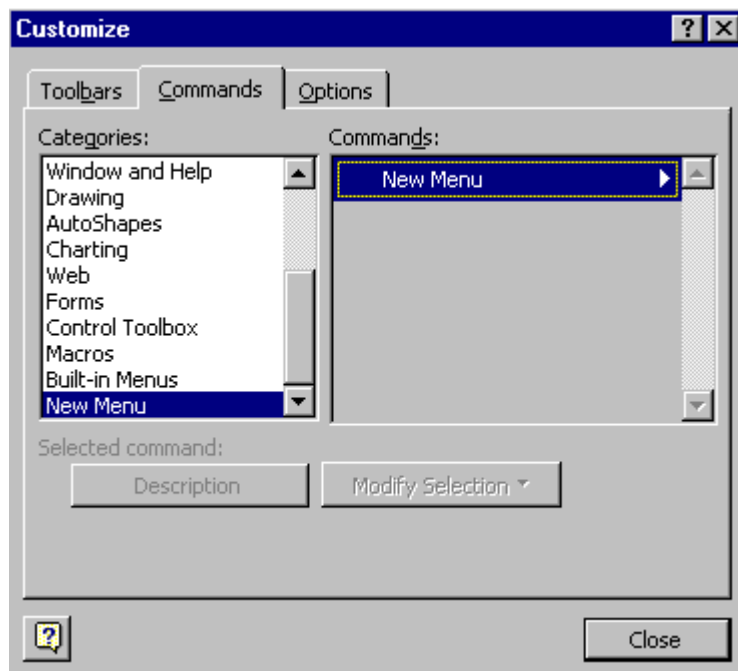 Customize
Toolbars Commands Options
Categories: Commands:
Window and Help
Drawing
AutoShapes
Charting
Web
Forms
Control Toolbox
Macros
Built-in Menus
New Menu
New Menu
Selected command:
Description Modify Selection
Close